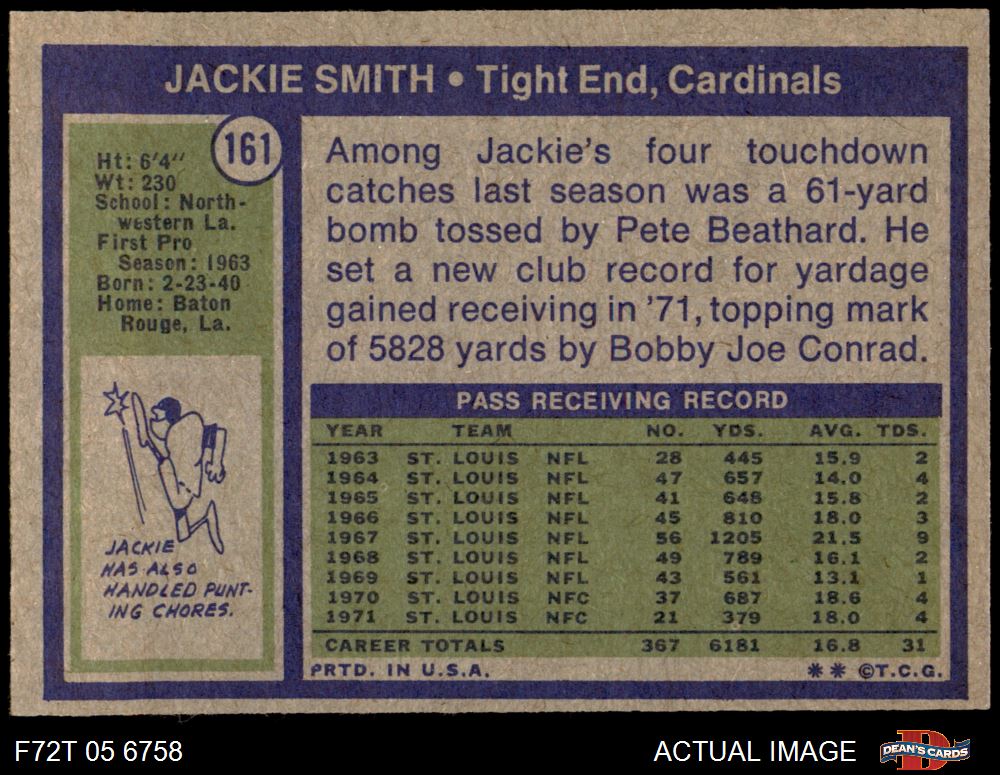 JACKIE SMITH • Tight End, Cardinals
161
Ht: 6'4"
Wt: 230
School: North-
western La.
First Pro
Season: 1963
Born: 2-23-40
Home: Baton
Rouge, La.
JACKIE
HAS ALSO
HANDLED PUNT-
ING CHORES.
Among Jackie's four touchdown
catches last season was a 61-yard
bomb tossed by Pete Beathard. He
set a new club record for yardage
gained receiving in '71, topping mark
of 5828 yards by Bobby Joe Conrad.
PASS RECEIVING RECORD
YEAR TEAM NO. YDS. AVG. TDS.
1963 ST. LOUIS NFL 28 445 15.9 2
1964 ST. LOUIS NFL 47 657 14.0 4
1965 ST. LOUIS NFL 41 648 15.8 2
1966 ST. LOUIS NFL 45 810 18.0 3
1967 ST. LOUIS NFL 56 1205 21.5 9
1968 ST. LOUIS NFL 49 789 16.1 2
1969 ST. LOUIS NFL 43 561 13.1 1
1970 ST. LOUIS NFC 37 687 18.6 4
1971 ST. LOUIS NFC 21 379 18.0 4
CAREER TOTALS 367 6181 16.8 31
PRTD. IN U.S.A. ** ©T.C.G.
F72T 05 6758 ACTUAL IMAGE D DEAN'S CARDS